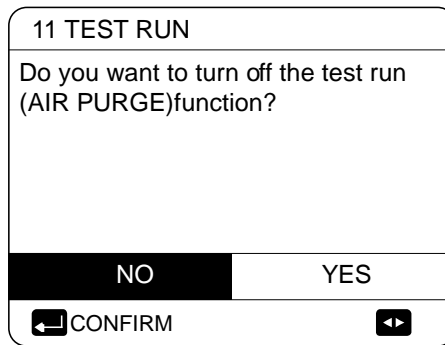 11 TEST RUN
Do you want to turn off the test run
(AIR PURGE)function?
NO YES
CONFIRM